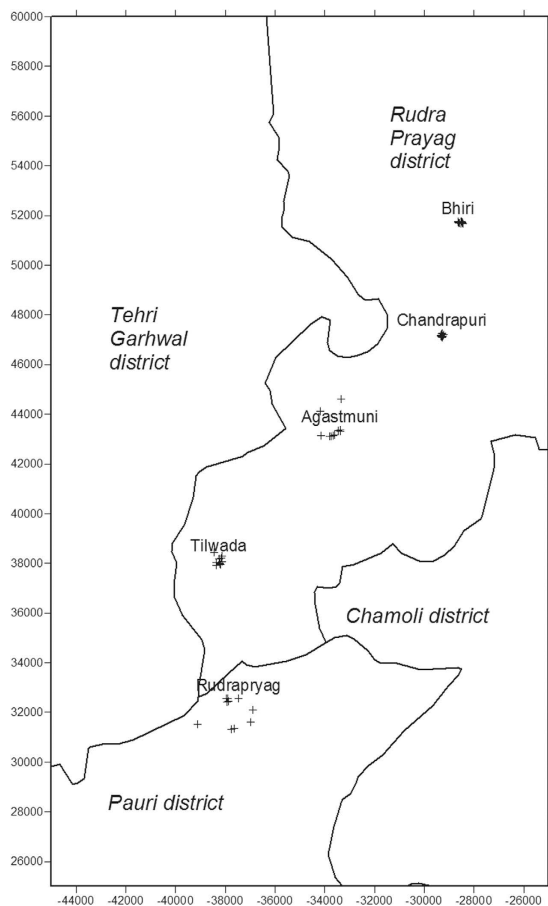 60000
58000
56000
54000
52000
50000
48000
46000
44000
42000
40000
38000
36000
34000
32000
30000
28000
26000
Rudra
Prayag
district
Bhiri
Tehri
Garhwal
district
Chandrapuri
Agastmuni
Tilwada
Chamoli district
Rudrapryag
Pauri district
-44000 -42000 -40000 -38000 -36000 -34000 -32000 -30000 -28000 -26000